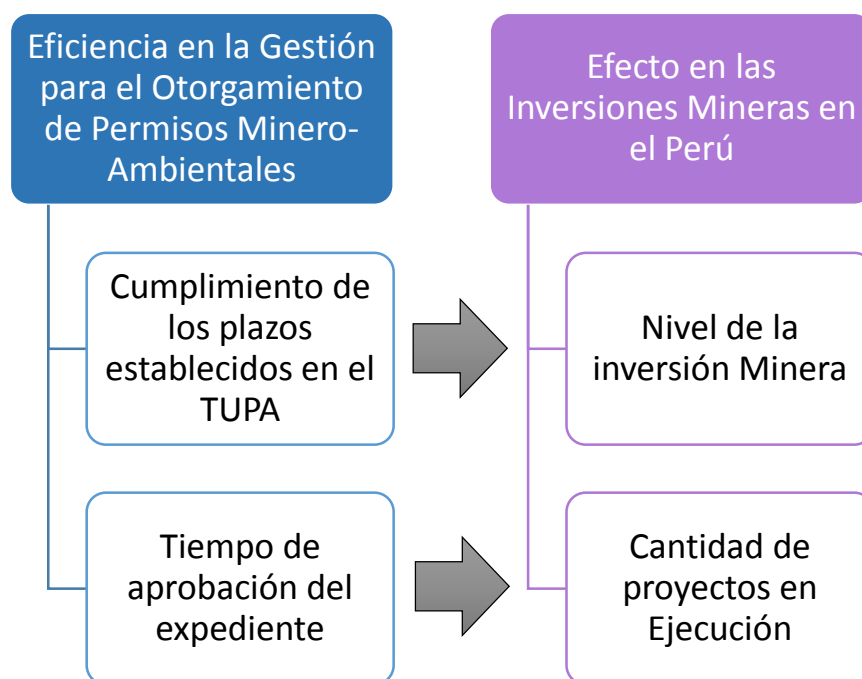 Eficiencia en la Gestión
para el Otorgamiento
de Permisos Minero-
Ambientales
Efecto en las
Inversiones Mineras en
el Perú
Cumplimiento de
los plazos
establecidos en el
TUPA
Nivel de la
inversión Minera
Tiempo de
aprobación del
expediente
Cantidad de
proyectos en
Ejecución